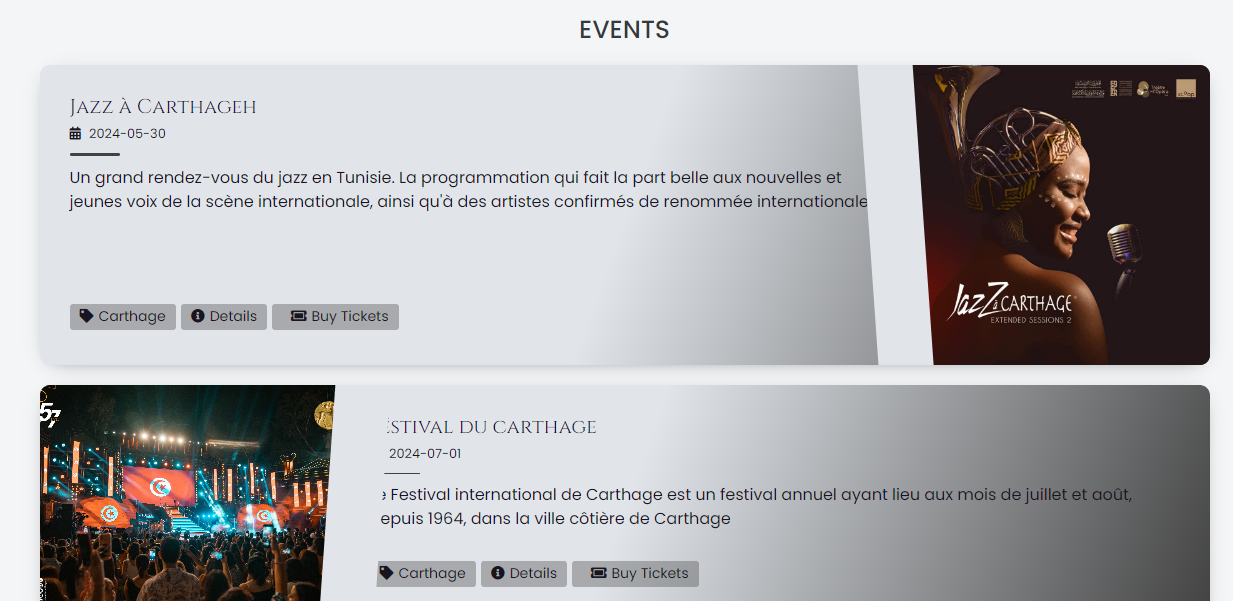 EVENTS
Jazz à Carthageh
2024-05-30
Un grand rendez-vous du jazz en Tunisie. La programmation qui fait la part belle aux nouvelles et
jeunes voix de la scène internationale, ainsi qu'à des artistes confirmés de renommée internationale
Carthage Details Buy Tickets
JazZ à CARTHAGE
EXTENDED SESSIONS 2
57
estival du carthage
2024-07-01
e Festival international de Carthage est un festival annuel ayant lieu aux mois de juillet et août,
epuis 1964, dans la ville côtière de Carthage
Carthage Details Buy Tickets